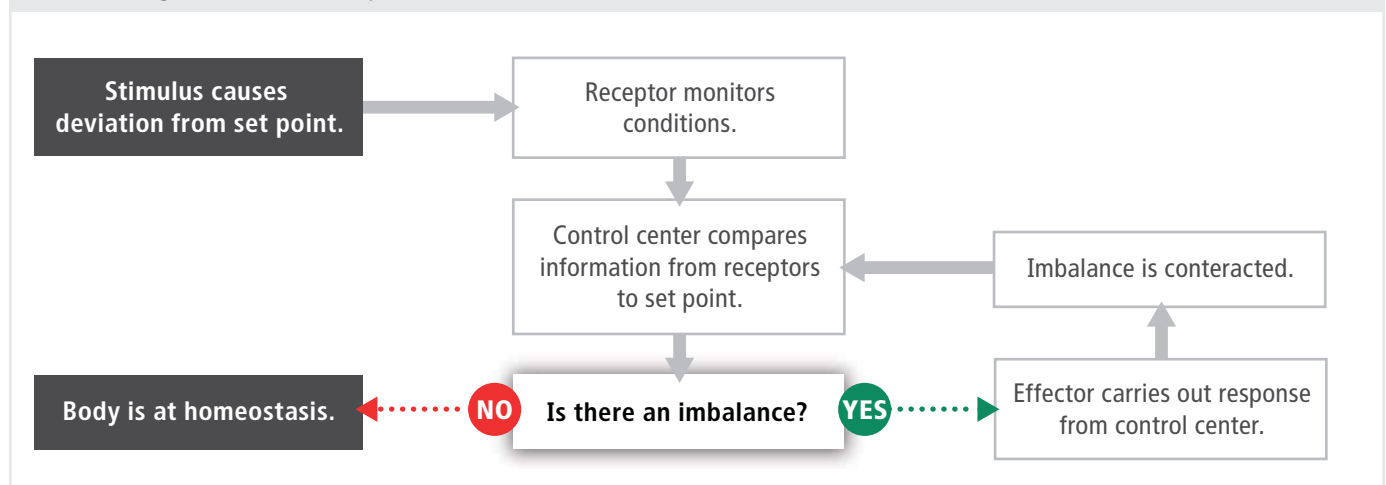 Stimulus causes
deviation from set point.
Receptor monitors
conditions.
Control center compares
information from receptors
to set point.
Imbalance is conteracted.
Body is at homeostasis.
NO
Is there an imbalance?
YES
Effector carries out response
from control center.